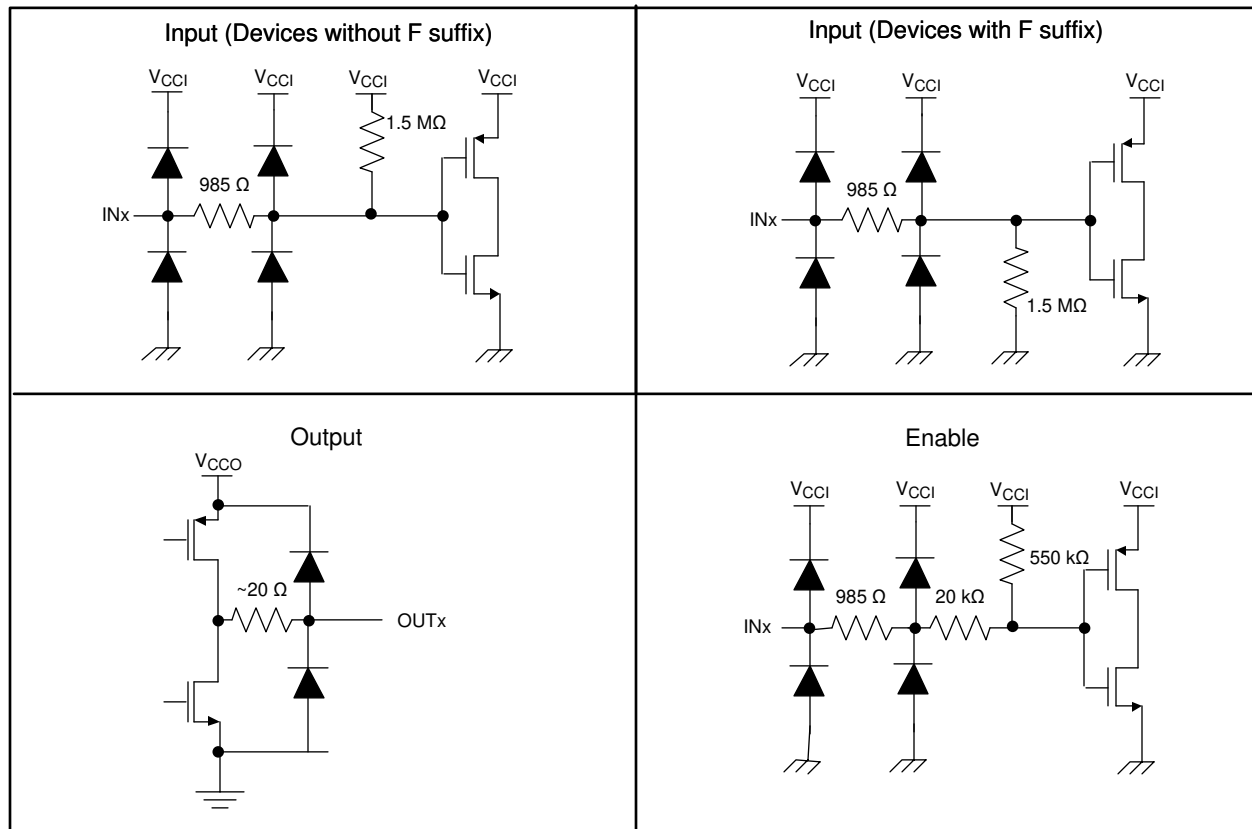 Input (Devices without F suffix)
VCCI VCCI VCCI VCCI
1.5 MΩ
985 Ω
INx
Input (Devices with F suffix)
VCCI VCCI VCCI
985 Ω
INx
1.5 MΩ
Output
VCCO
~20 Ω
OUTx
Enable
VCCI VCCI VCCI VCCI
550 kΩ
985 Ω 20 kΩ
INx